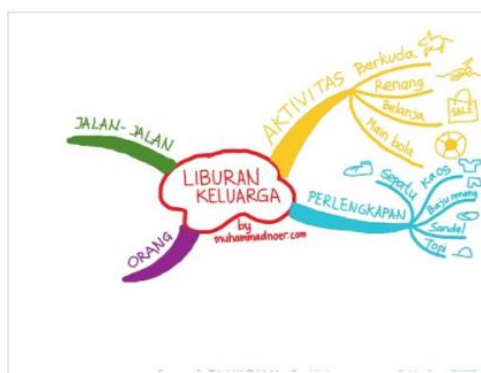 LIBURAN
KELUARGA
by
muhammadnoer.com
AKTIVITAS
Berkuda
Renang
Belanja
SALE
Main bola
PERLENGKAPAN
Sepatu
Kaos
Baju renang
Sandal
Topi
ORANG
JALAN-JALAN